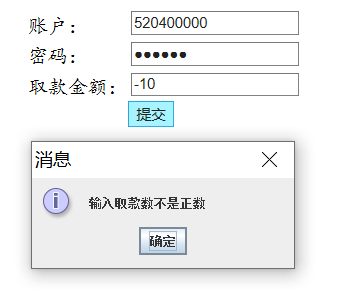 账户： 520400000
密码： ●●●●●●
取款金额： -10
提交
消息
输入取款数不是正数
确定